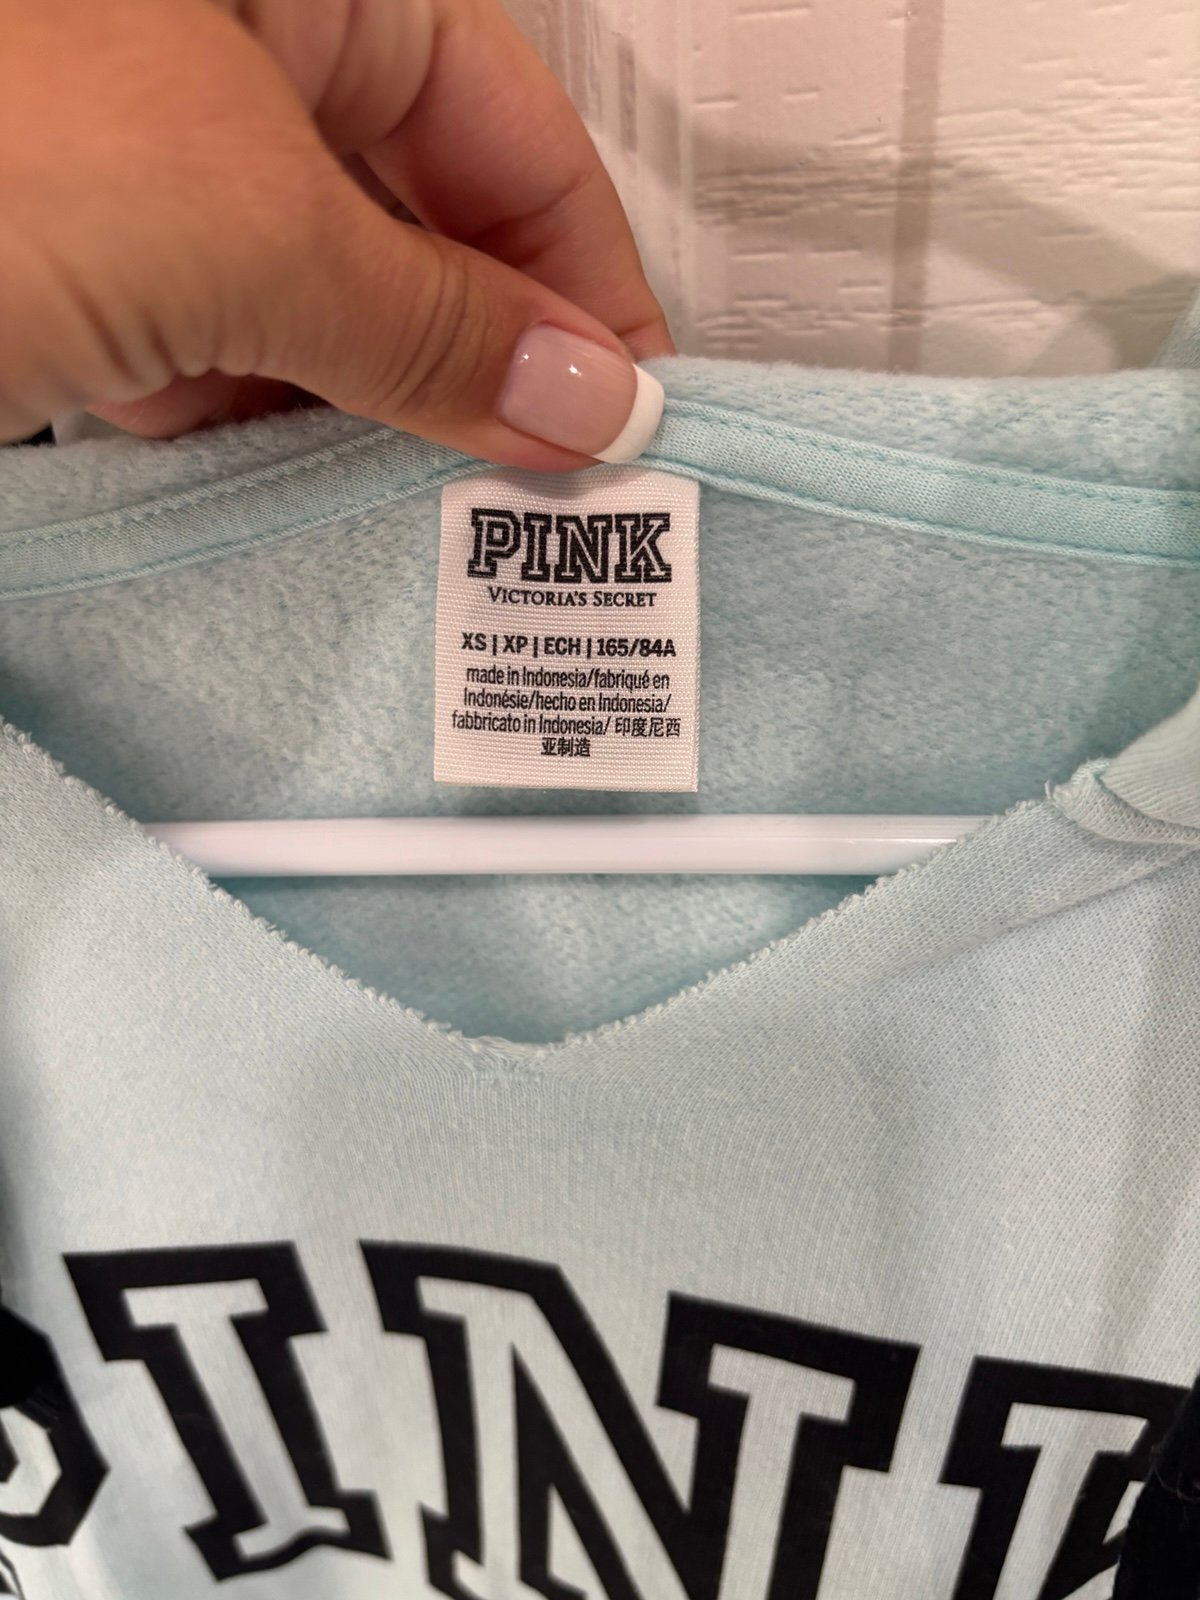 PINK
VICTORIA'S SECRET
XS | XP | ECH | 165/84A
made in Indonesia/fabriqué en
Indonésie/hecho en Indonesia/
fabbricato in Indonesia/ 印度尼西
亚制造
PINK